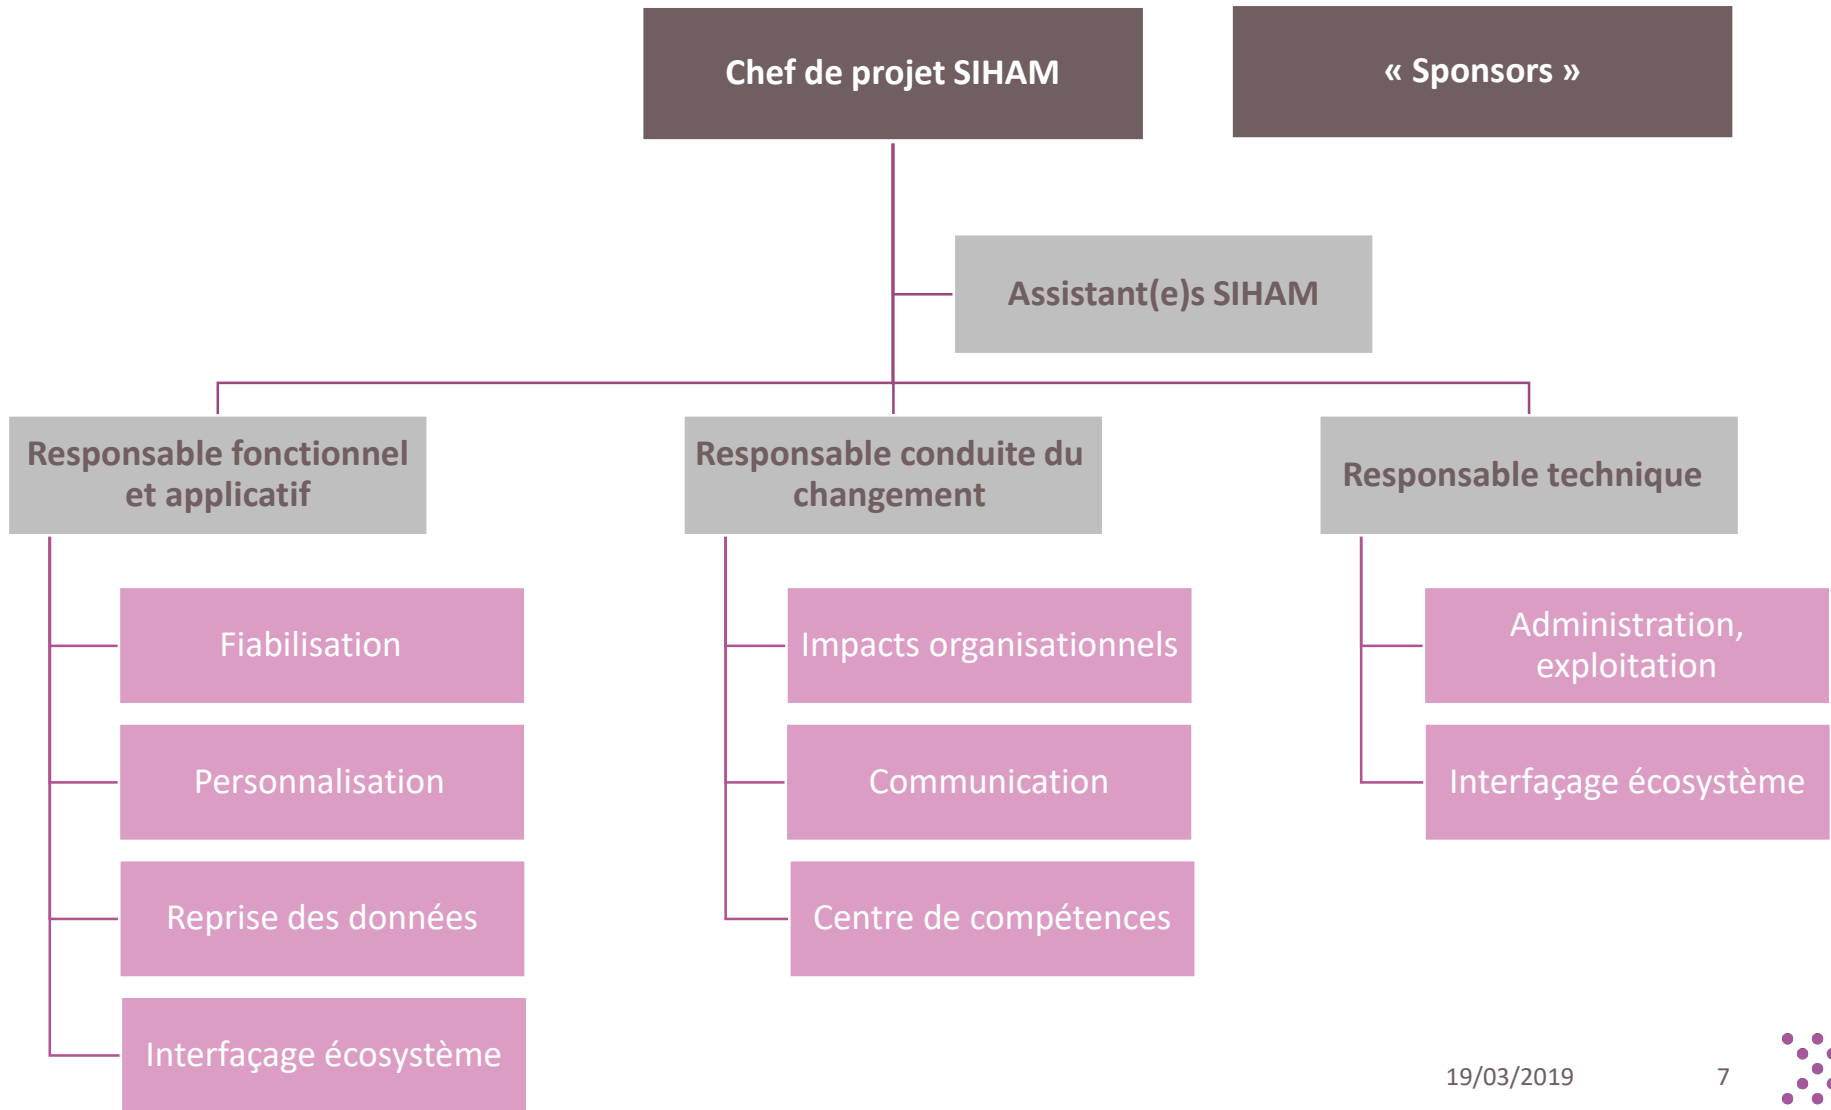 Chef de projet SIHAM
« Sponsors »
Assistant(e)s SIHAM
Responsable fonctionnel
et applicatif
Responsable conduite du
changement
Responsable technique
Fiabilisation
Personnalisation
Reprise des données
Interfaçage écosystème
Impacts organisationnels
Communication
Centre de compétences
Administration,
exploitation
Interfaçage écosystème
19/03/2019
7